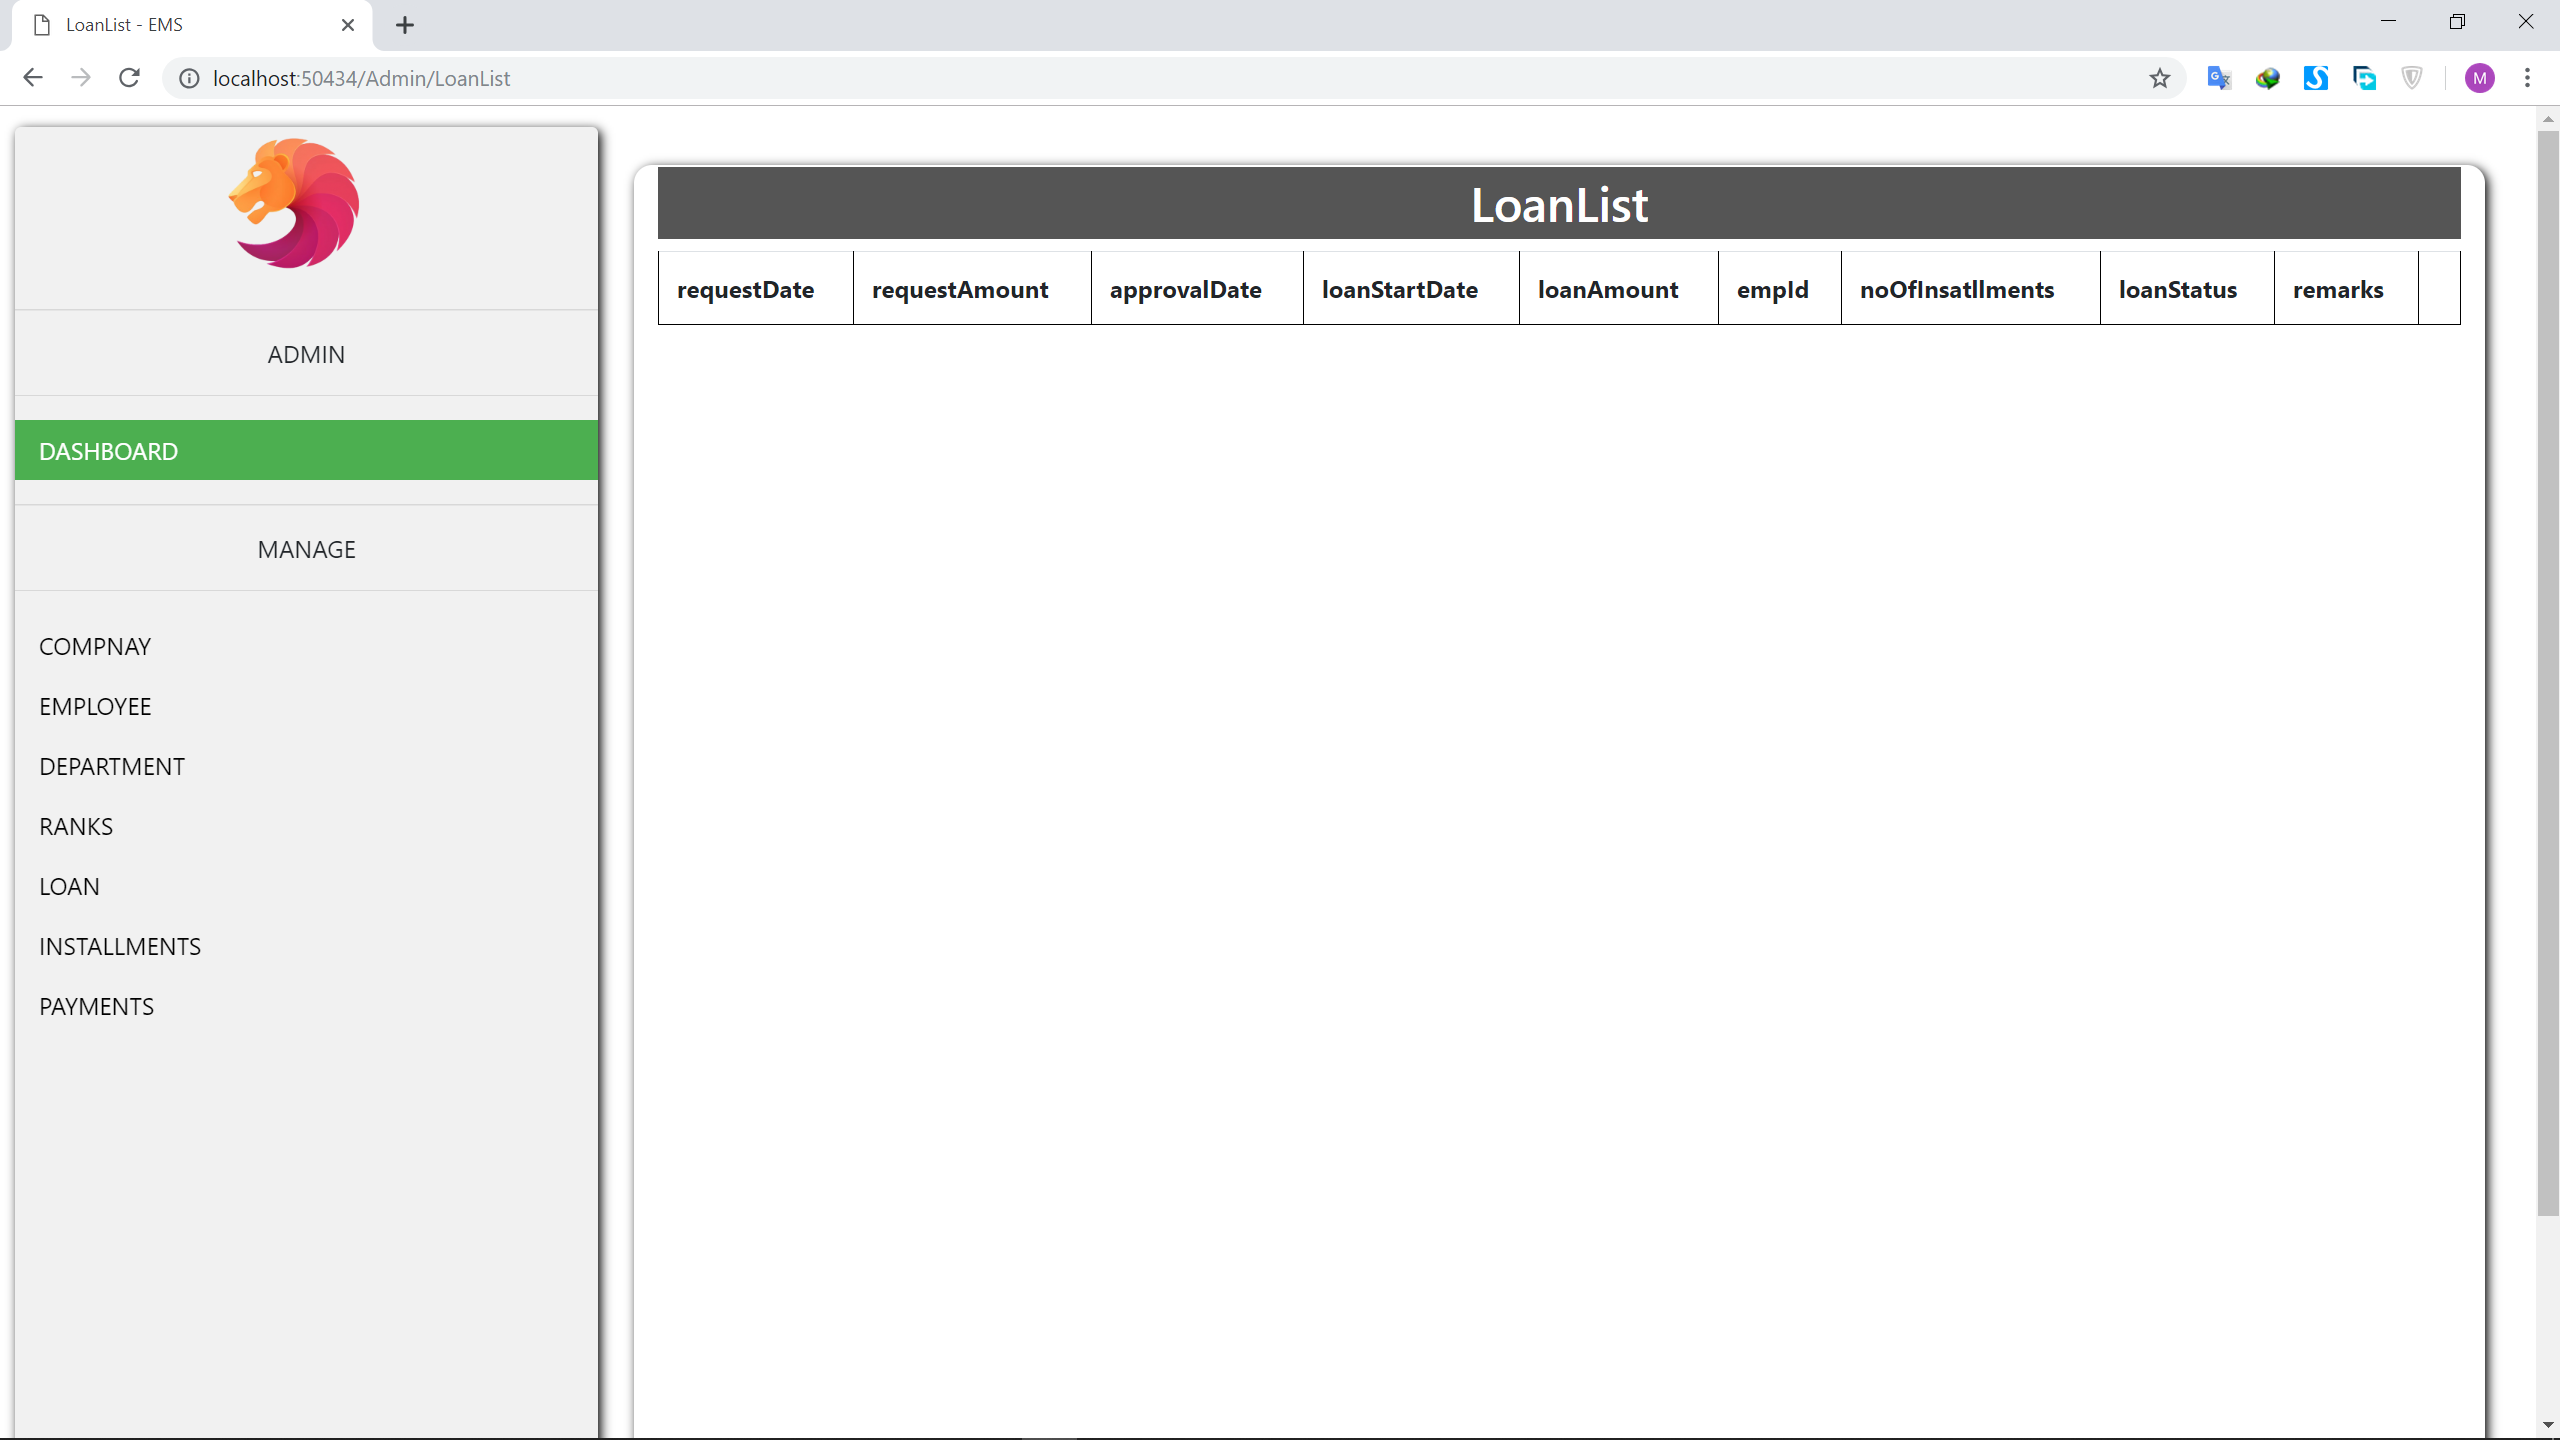 LoanList - EMS
localhost:50434/Admin/LoanList
M
ADMIN
DASHBOARD
MANAGE
COMPNAY
EMPLOYEE
DEPARTMENT
RANKS
LOAN
INSTALLMENTS
PAYMENTS
LoanList
requestDate requestAmount approvalDate loanStartDate loanAmount empId noOfInsatllments loanStatus remarks